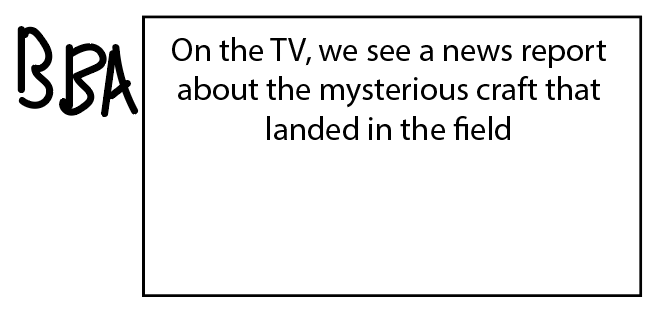 BBA
On the TV, we see a news report
about the mysterious craft that
landed in the field